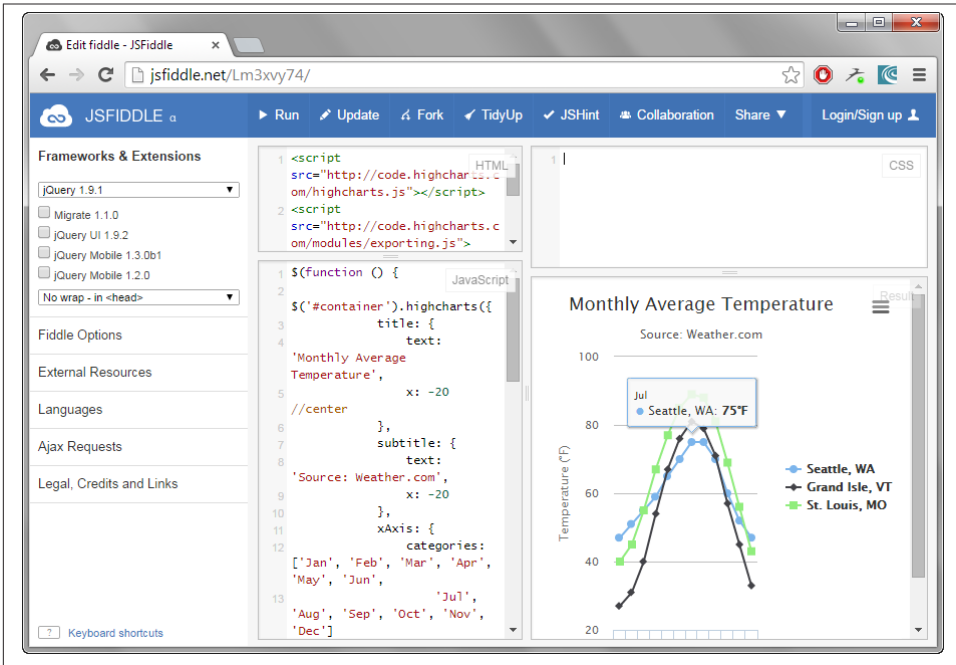 Edit fiddle - JSFiddle
jsfiddle.net/Lm3xvy74/
JSFIDDLE α
Run
Update
Fork
TidyUp
JSHint
Collaboration
Share
Login/Sign up
Frameworks & Extensions
jQuery 1.9.1
Migrate 1.1.0
jQuery UI 1.9.2
jQuery Mobile 1.3.0b1
jQuery Mobile 1.2.0
No wrap - in <head>
Fiddle Options
External Resources
Languages
Ajax Requests
Legal, Credits and Links
? Keyboard shortcuts
HTML
1 <script
src="http://code.highcharts.c
om/highcharts.js"></script>
2 <script
src="http://code.highcharts.c
om/modules/exporting.js">
CSS
1
JavaScript
1 $(function () {
2
$('#container').highcharts({
3 title: {
4 text:
'Monthly Average
Temperature',
5 x: -20
//center
6 },
7 subtitle: {
8 text:
'Source: Weather.com',
9 x: -20
10 },
11 xAxis: {
12 categories:
['Jan', 'Feb', 'Mar', 'Apr',
'May', 'Jun',
13 'Jul',
'Aug', 'Sep', 'Oct', 'Nov',
'Dec']
Result
Monthly Average Temperature
Source: Weather.com
100
80
60
40
20
Temperature (°F)
Jul
Seattle, WA: 75°F
Seattle, WA
Grand Isle, VT
St. Louis, MO